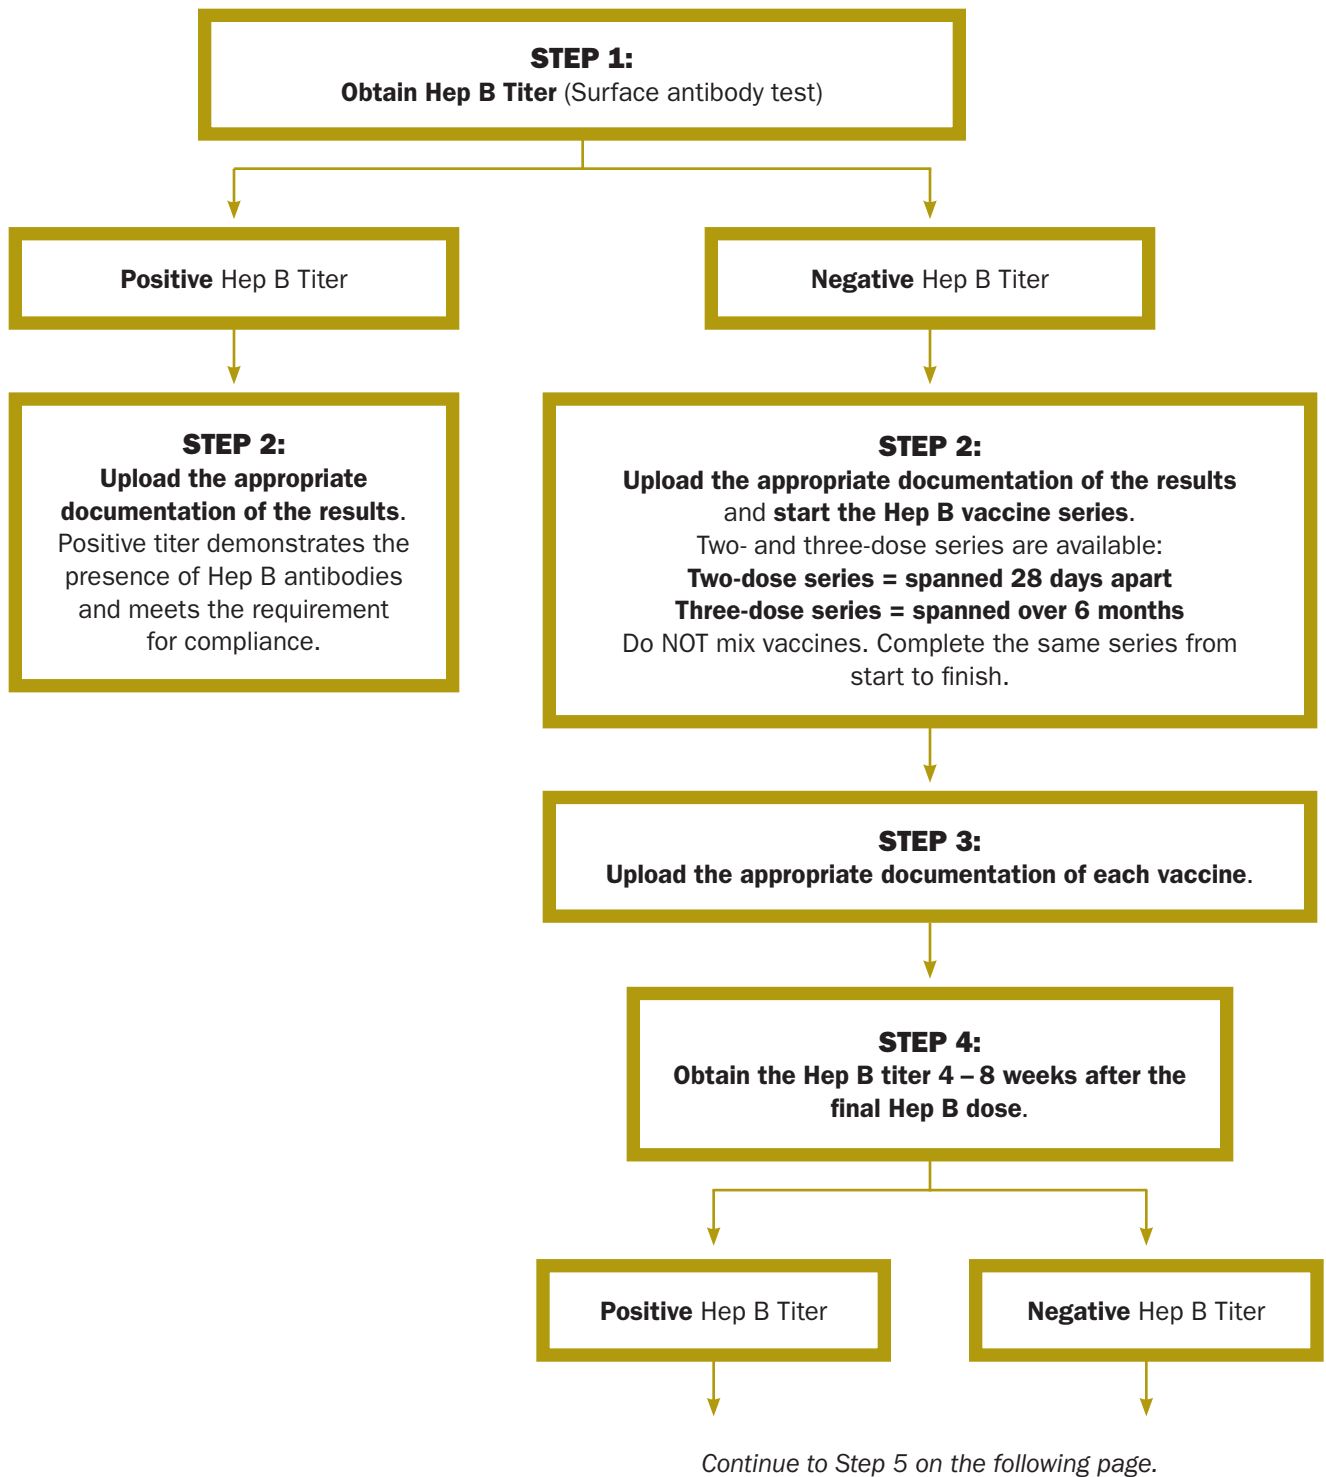 STEP 1:
Obtain Hep B Titer (Surface antibody test)
Positive Hep B Titer
Negative Hep B Titer
STEP 2:
Upload the appropriate
documentation of the results.
Positive titer demonstrates the
presence of Hep B antibodies
and meets the requirement
for compliance.
STEP 2:
Upload the appropriate documentation of the results
and start the Hep B vaccine series.
Two- and three-dose series are available:
Two-dose series = spanned 28 days apart
Three-dose series = spanned over 6 months
Do NOT mix vaccines. Complete the same series from
start to finish.
STEP 3:
Upload the appropriate documentation of each vaccine.
STEP 4:
Obtain the Hep B titer 4 – 8 weeks after the
final Hep B dose.
Positive Hep B Titer
Negative Hep B Titer
Continue to Step 5 on the following page.